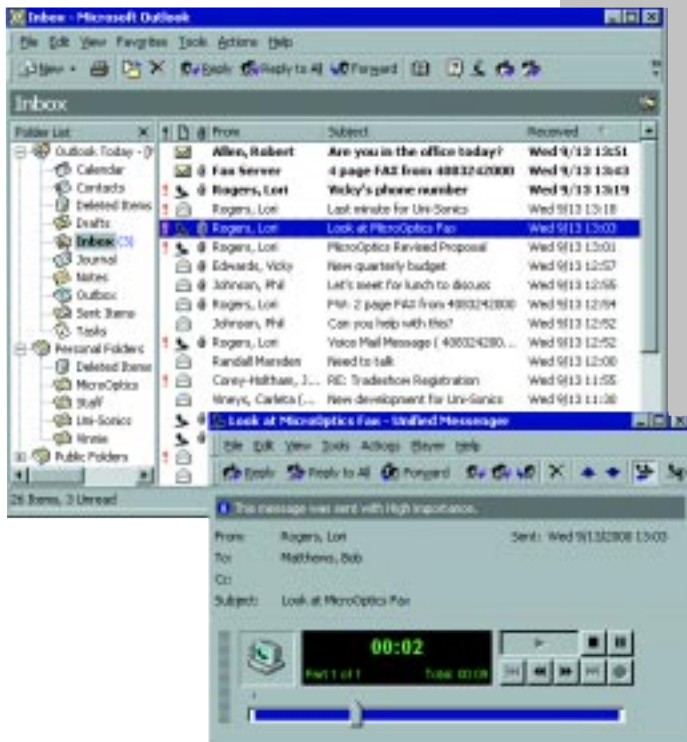 Inbox - Microsoft Outlook
File Edit View Favorites Tools Actions Help
New Reply Reply to All Forward
Inbox
Folder List
From Subject Received
Outlook Today -
Calendar
Contacts
Deleted Items
Drafts
Inbox (3)
Journal
Notes
Outbox
Sent Items
Tasks
Personal Folders
Deleted Items
MicroOptics
Staff
Uni-Sonics
Vinnie
Public Folders
Allen, Robert Are you in the office today? Wed 9/13 13:51
Fax Server 4 page FAX from 4083242000 Wed 9/13 13:43
Rogers, Lori Vicky's phone number Wed 9/13 13:19
Rogers, Lori Last minute for Uni-Sonics Wed 9/13 13:18
Rogers, Lori Look at MicroOptics Fax Wed 9/13 13:03
Rogers, Lori MicroOptics Revised Proposal Wed 9/13 13:01
Edwards, Vicky New quarterly budget Wed 9/13 12:57
Johnson, Phil Let's meet for lunch to discuss Wed 9/13 12:55
Rogers, Lori FW: 2 page FAX from 4083242000 Wed 9/13 12:54
Johnson, Phil Can you help with this? Wed 9/13 12:52
Rogers, Lori Voice Mail Message ( 408324200... Wed 9/13 12:52
Randall Marsden Need to talk Wed 9/13 12:00
Carey-Holtham, J... RE: Tradeshow Registration Wed 9/13 11:55
Carleta (... New development for Uni-Sonics Wed 9/13 11:30
26 Items, 3 Unread
Look at MicroOptics Fax - Unified Messenger
File Edit View Tools Actions Player Help
Reply Reply to All Forward
This message was sent with High importance.
From: Rogers, Lori Sent: Wed 9/13/2000 13:03
To: Matthews, Bob
Cc:
Subject: Look at MicroOptics Fax
00:02
Part 1 of 1 Total: 00:09